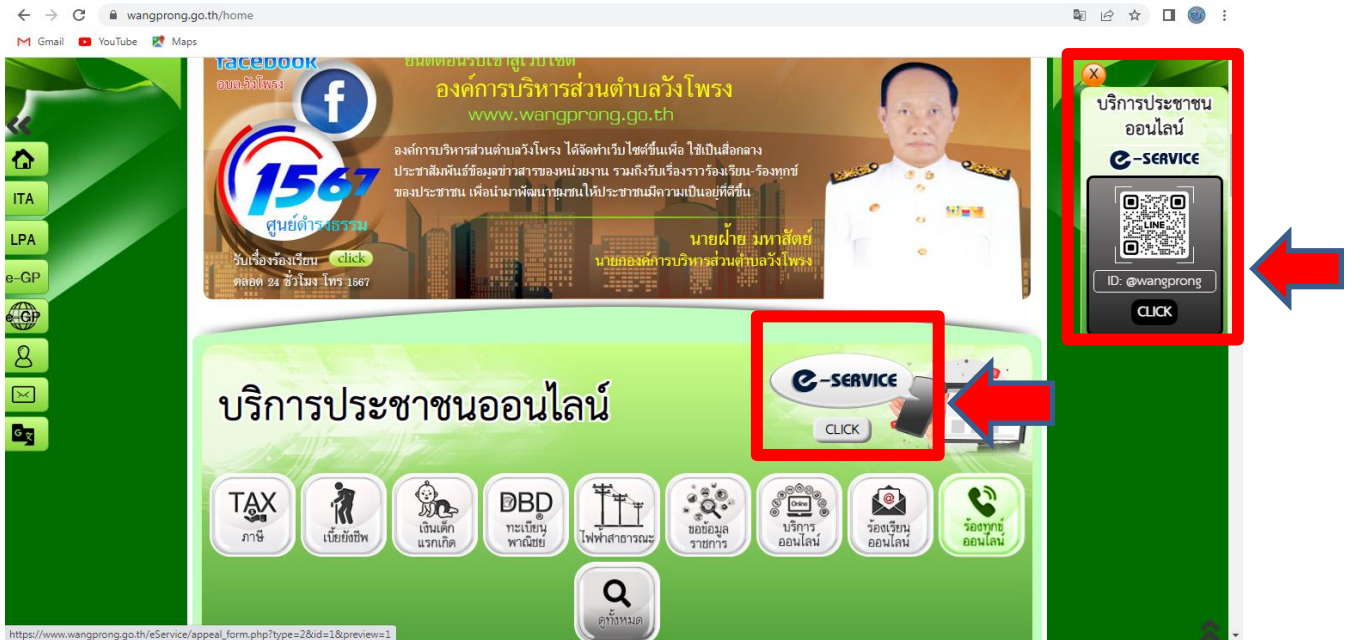 wangprong.go.th/home
Gmail YouTube Maps
facebook
อบต.วังโพรง
1567
ศูนย์ดำรงธรรม
รับเรื่องร้องเรียน click
ตลอด 24 ชั่วโมง โทร 1567
ยินดีต้อนรับเข้าสู่เว็บไซต์
องค์การบริหารส่วนตำบลวังโพรง
www.wangprong.go.th
องค์การบริหารส่วนตำบลวังโพรง ได้จัดทำเว็บไซต์ขึ้นเพื่อ ใช้เป็นสื่อกลาง
ประชาสัมพันธ์ข้อมูลข่าวสารของหน่วยงาน รวมถึงรับเรื่องราวร้องเรียน-ร้องทุกข์
ของประชาชน เพื่อนำมาพัฒนาชุมชนให้ประชาชนมีความเป็นอยู่ที่ดีขึ้น
นายฝ้าย มหาสัตย์
นายกองค์การบริหารส่วนตำบลวังโพรง
ITA
LPA
e-GP
e-GP
X
บริการประชาชน
ออนไลน์
e-SERVICE
LINE
ID: @wangprong
CLICK
บริการประชาชนออนไลน์
e-SERVICE
CLICK
TAX
ภาษี
เบี้ยยังชีพ
เงินเด็ก
แรกเกิด
DBD
ทะเบียน
พาณิชย์
ไฟฟ้าสาธารณะ
ขอข้อมูล
ราชการ
Online
บริการ
ออนไลน์
ร้องเรียน
ออนไลน์
ร้องทุกข์
ออนไลน์
ดูทั้งหมด
https://www.wangprong.go.th/eService/appeal_form.php?type=2&id=1&preview=1